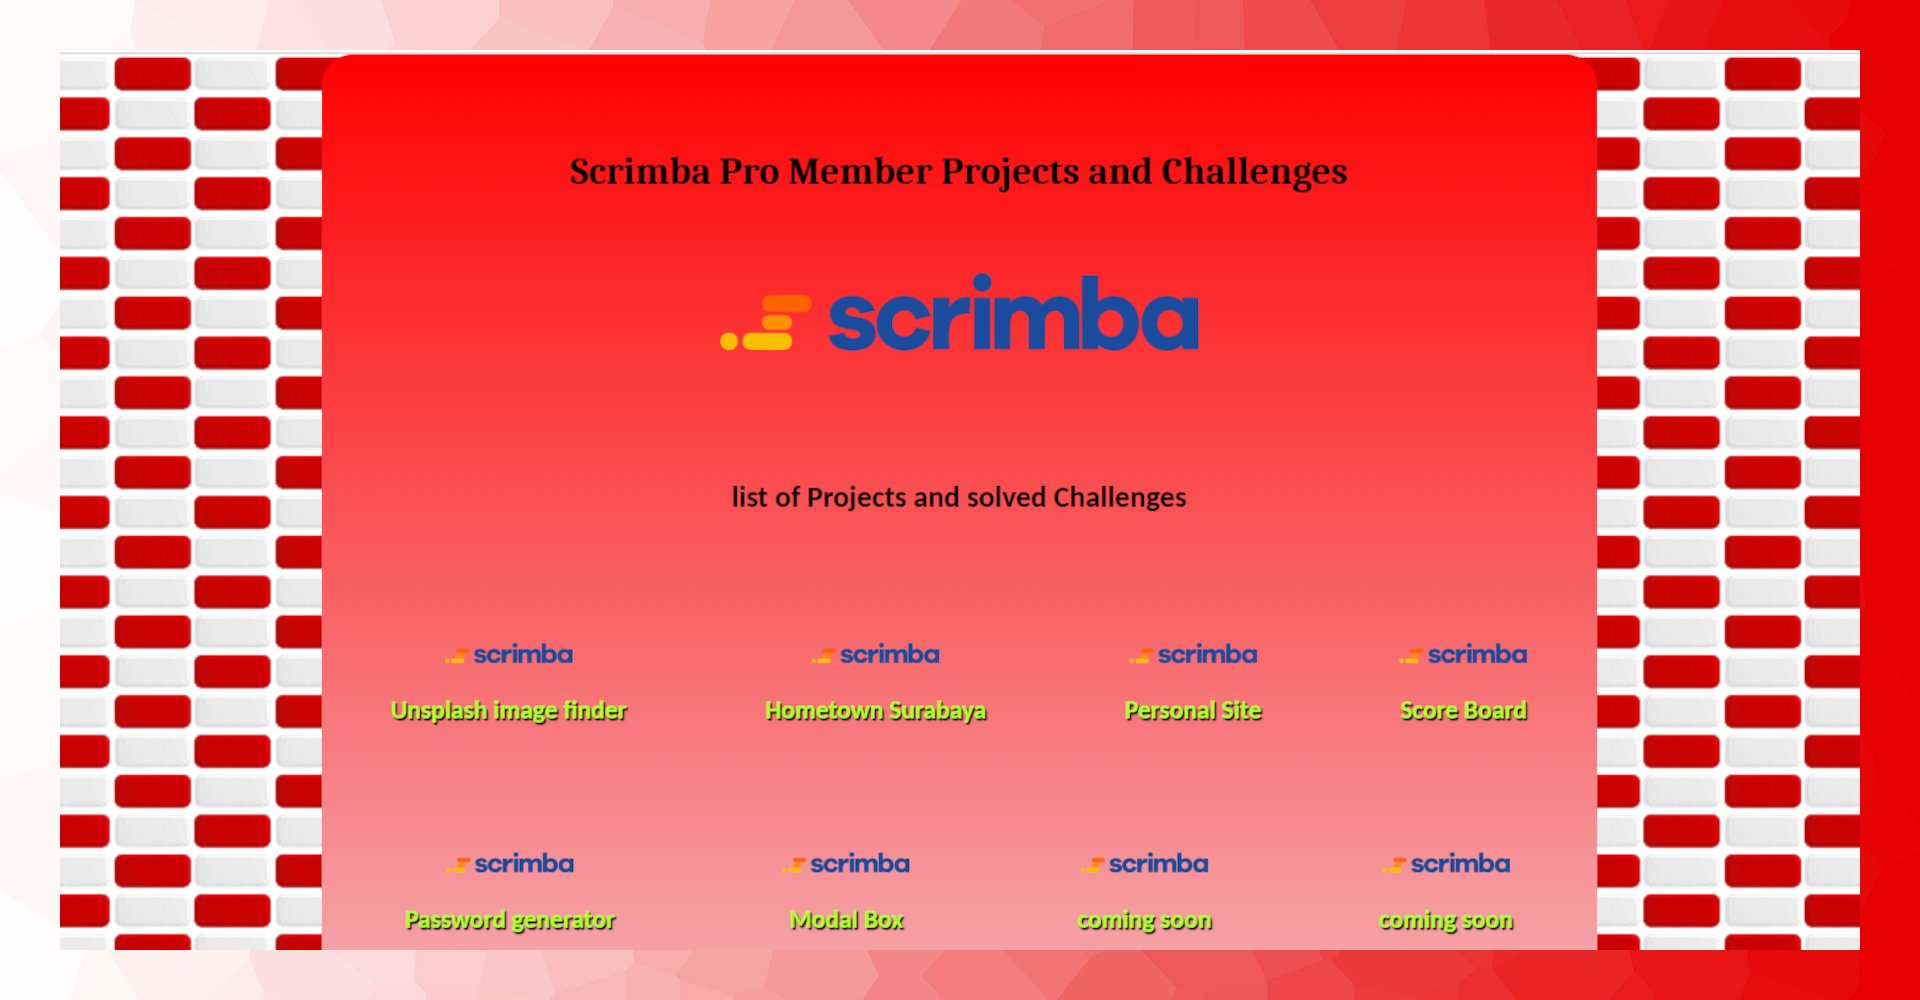 Scrimba Pro Member Projects and Challenges
scrimba
list of Projects and solved Challenges
scrimba scrimba scrimba scrimba
Unsplash image finder Hometown Surabaya Personal Site Score Board
scrimba scrimba scrimba scrimba
Password generator Modal Box coming soon coming soon